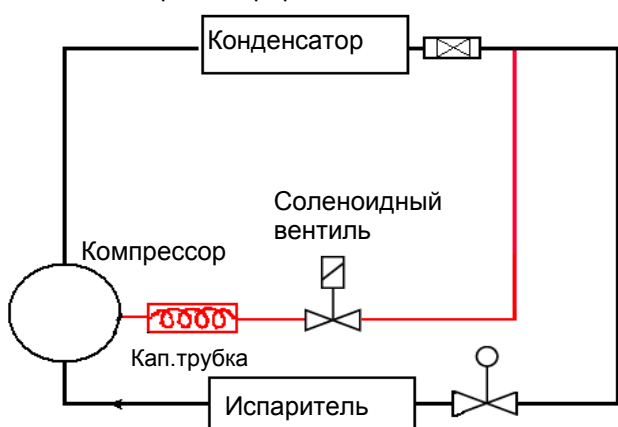 Конденсатор
Соленоидный
вентиль
Компрессор
Кап.трубка
Испаритель